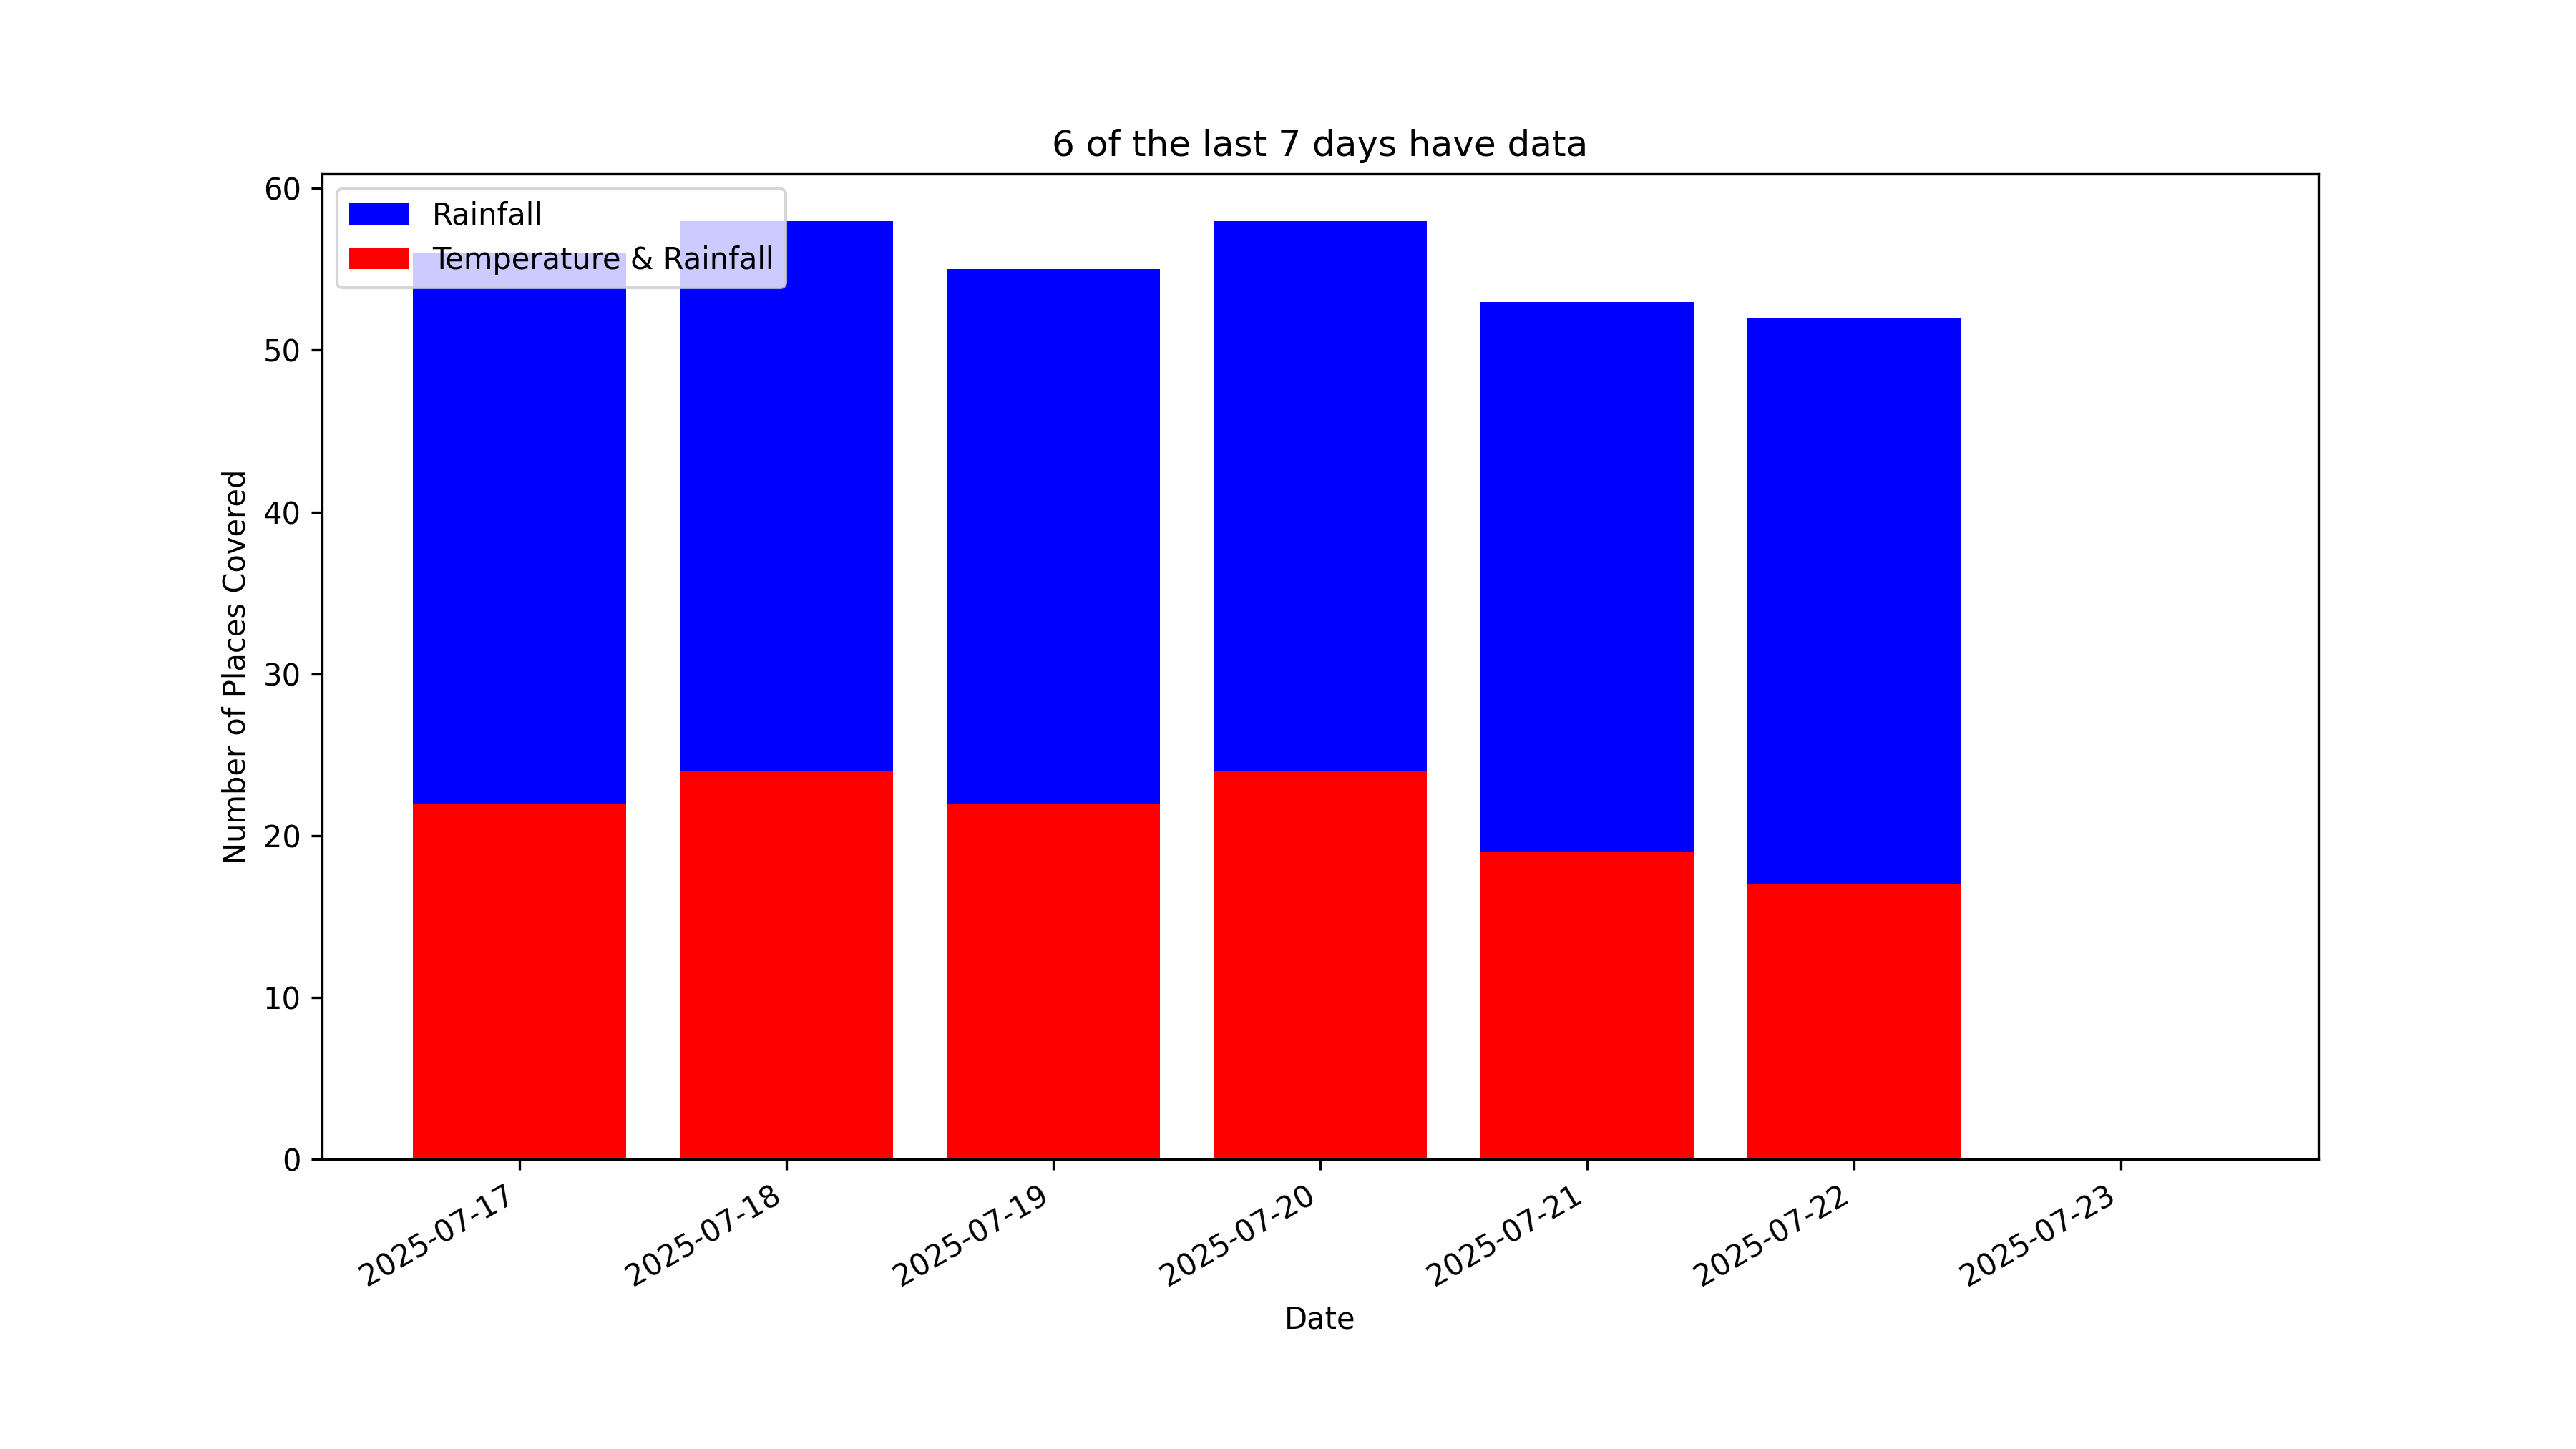 6 of the last 7 days have data
Rainfall
Temperature & Rainfall
Number of Places Covered
60
50
40
30
20
10
0
2025-07-17
2025-07-18
2025-07-19
2025-07-20
2025-07-21
2025-07-22
2025-07-23
Date